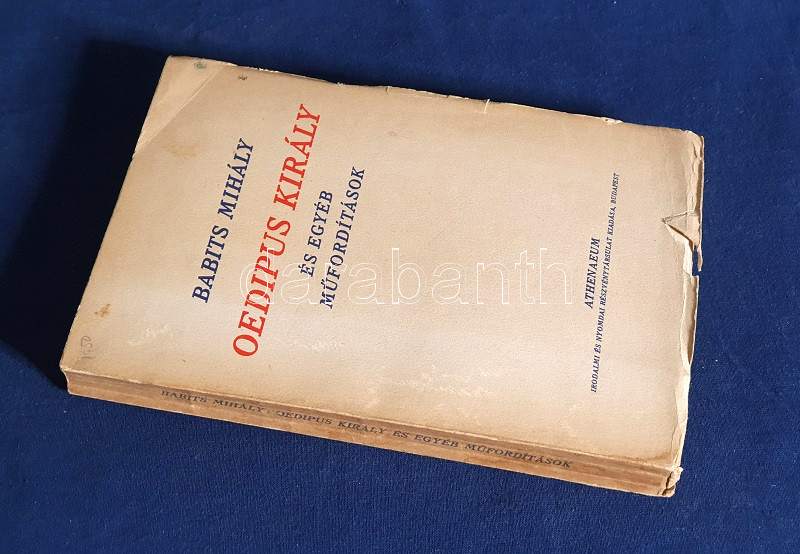 BABITS MIHÁLY
OEDIPUS KIRÁLY
ÉS EGYÉB
MŰFORDÍTÁSOK
ATHENAEUM
IRODALMI ÉS NYOMDAI RÉSZVÉNYTÁRSULAT KIADÁSA, BUDAPEST
BABITS MIHÁLY: OEDIPUS KIRÁLY ÉS EGYÉB MŰFORDÍTÁSOK
darabanth